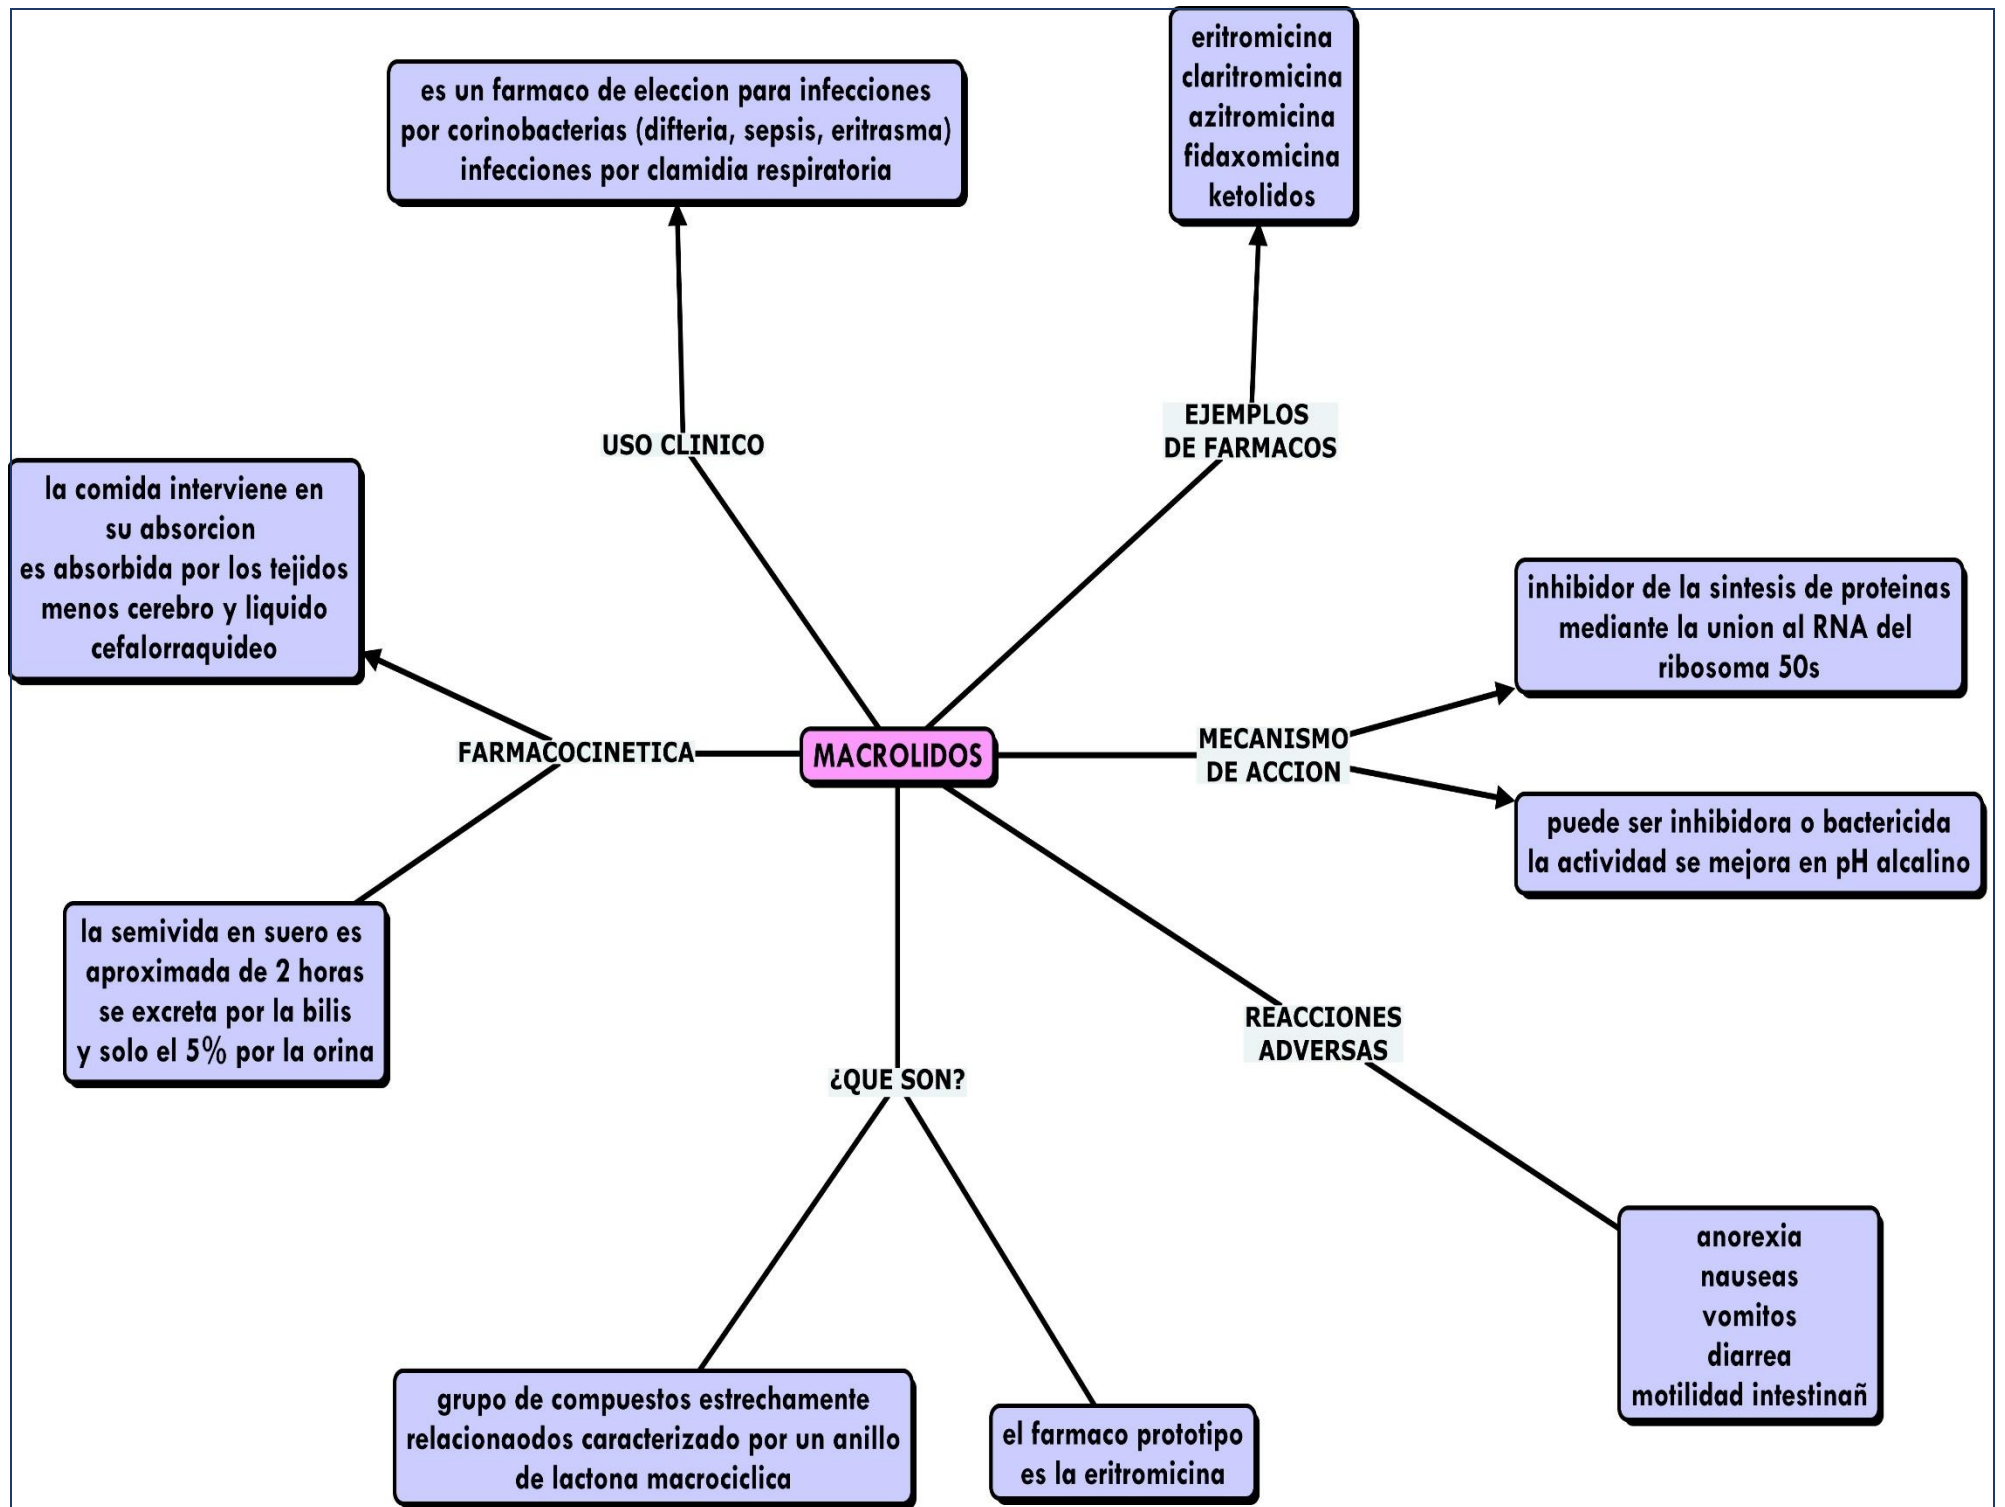 eritromicina
claritromicina
azitromicina
fidaxomicina
ketolidos
es un farmaco de eleccion para infecciones
por corinobacterias (difteria, sepsis, eritrasma)
infecciones por clamidia respiratoria
EJEMPLOS
DE FARMACOS
USO CLINICO
la comida interviene en
su absorcion
es absorbida por los tejidos
menos cerebro y liquido
cefalorraquideo
inhibidor de la sintesis de proteinas
mediante la union al RNA del
ribosoma 50s
FARMACOCINETICA
MACROLIDOS
MECANISMO
DE ACCION
puede ser inhibidora o bactericida
la actividad se mejora en pH alcalino
la semivida en suero es
aproximada de 2 horas
se excreta por la bilis
y solo el 5% por la orina
REACCIONES
ADVERSAS
¿QUE SON?
anorexia
nauseas
vomitos
diarrea
motilidad intestinañ
grupo de compuestos estrechamente
relacionaodos caracterizado por un anillo
de lactona macrociclica
el farmaco prototipo
es la eritromicina